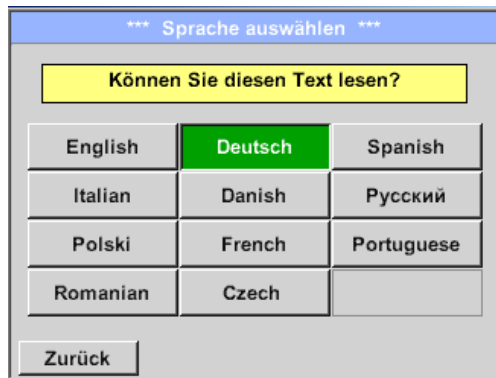 *** Sprache auswählen ***
Können Sie diesen Text lesen?
English Deutsch Spanish
Italian Danish Русский
Polski French Portuguese
Romanian Czech
Zurück